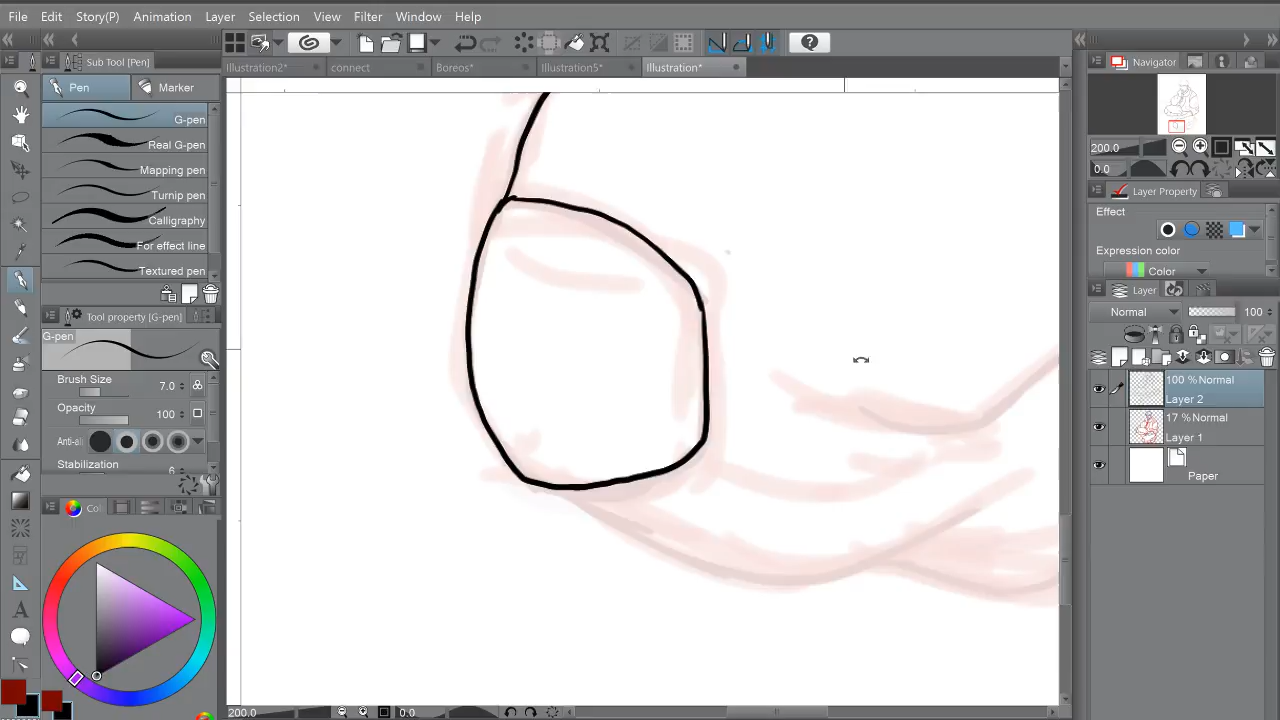 File Edit Story(P) Animation Layer Selection View Filter Window Help
Sub Tool [Pen]
Illustration2* connect Boreos* Illustration5* Illustration*
Navigator
Pen Marker
G-pen
Real G-pen
Mapping pen
Turnip pen
Calligraphy
For effect line
Textured pen
200.0
0.0
Layer Property
Effect
Expression color
Color
Layer
Normal 100
100 %Normal
Layer 2
17 %Normal
Layer 1
Paper
Tool property [G-pen]
G-pen
Brush Size 7.0
Opacity 100
Anti-ali
Stabilization 6
Col
200.0 0.0